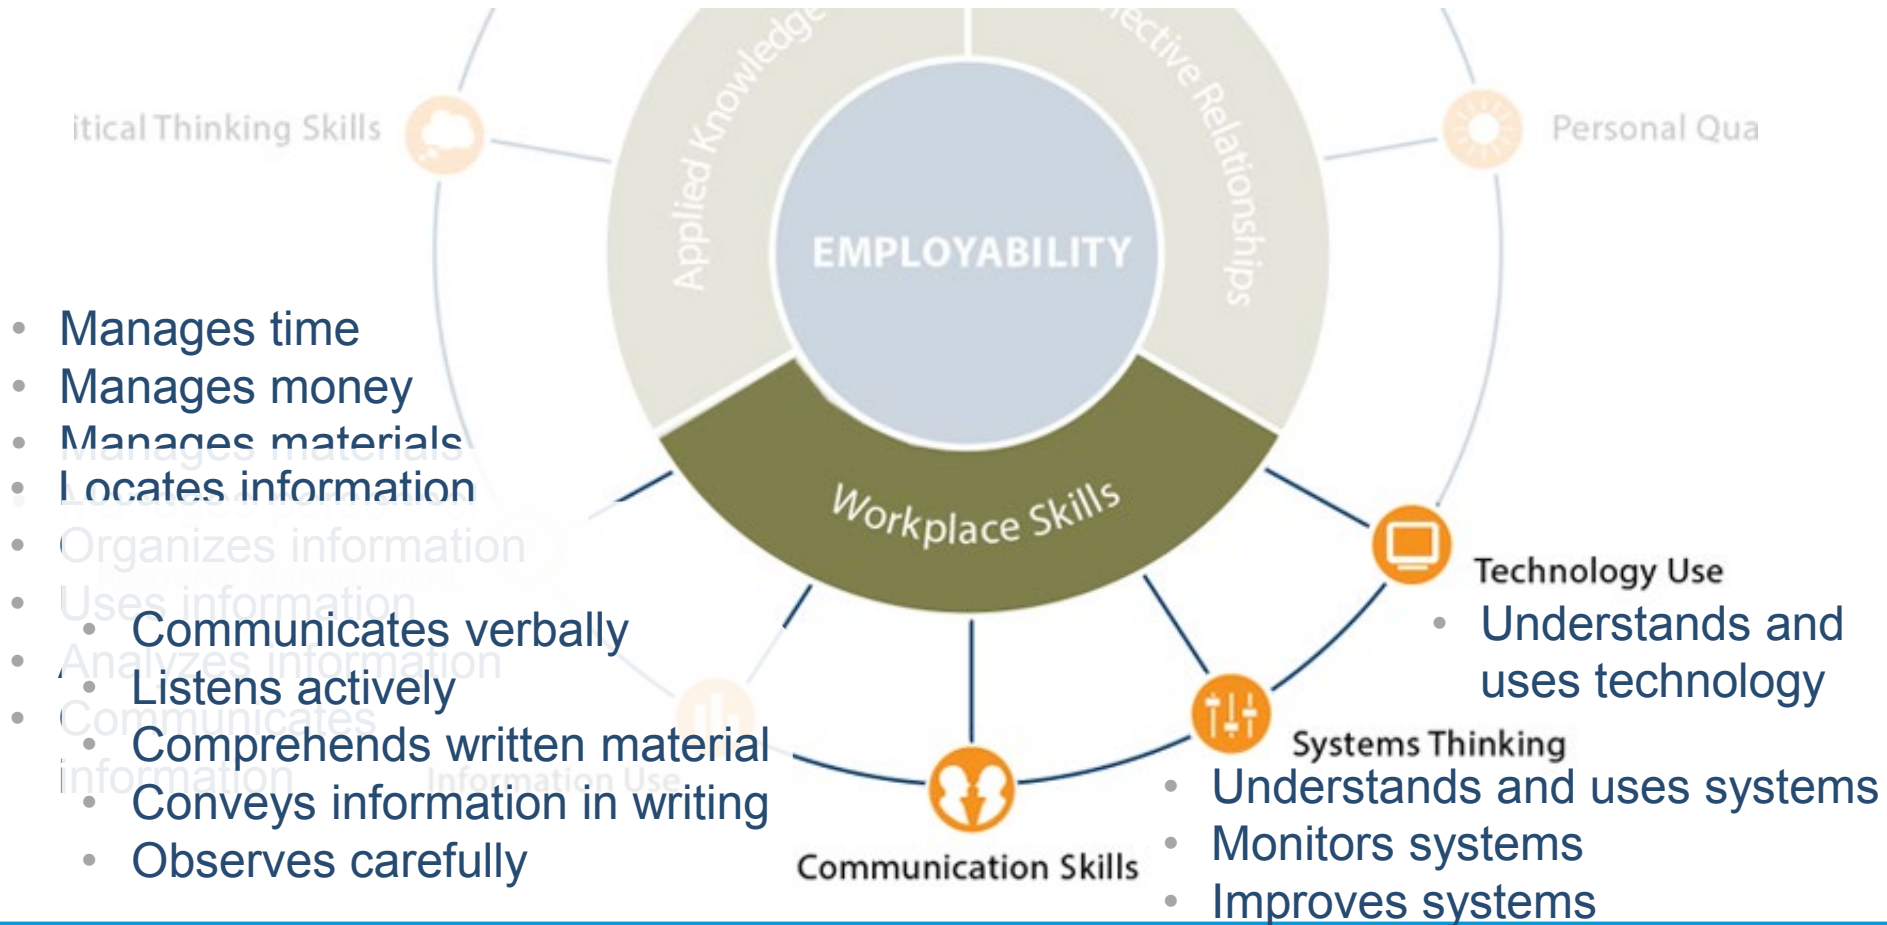 Applied Knowledge
ective Relationships
itical Thinking Skills
Personal Qua
EMPLOYABILITY
• Manages time
• Manages money
• Manages materials
• Locates information
• Organizes information
• Uses information
• Analyzes information
• Communicates
information
Workplace Skills
Technology Use
• Understands and
uses technology
• Communicates verbally
• Listens actively
• Comprehends written material
• Conveys information in writing
• Observes carefully
Information Use
Communication Skills
Systems Thinking
• Understands and uses systems
• Monitors systems
• Improves systems